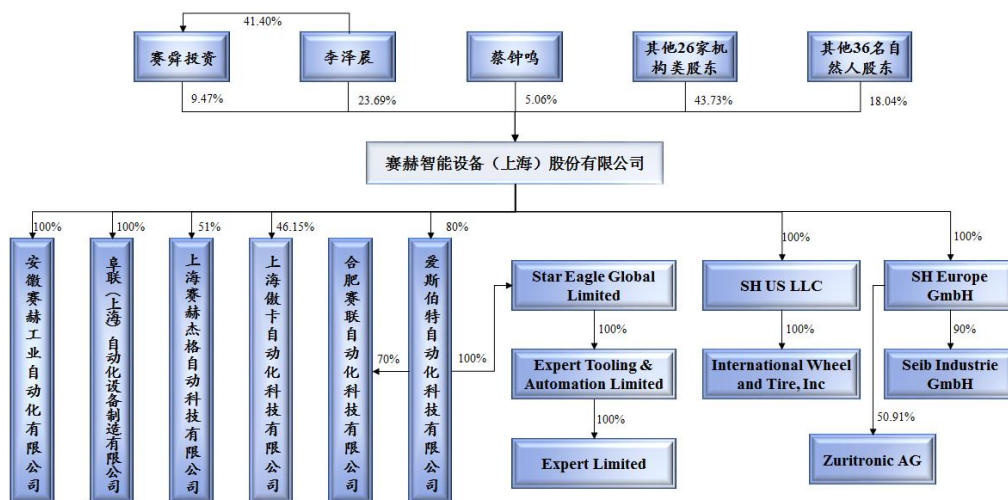 41.40%
赛舜投资
李泽晨
蔡钟鸣
其他26家机
构类股东
其他36名自
然人股东
9.47%
23.69%
5.06%
43.73%
18.04%
赛赫智能设备（上海）股份有限公司
100%
100%
51%
46.15%
80%
100%
100%
安徽赛赫工业自动化有限公司
阜联（上海）自动化设备制造有限公司
上海赛赫杰格自动科技有限公司
上海傲卡自动化科技有限公司
合肥赛联自动化科技有限公司
爱斯伯特自动化科技有限公司
70%
100%
Star Eagle Global
Limited
SH US LLC
SH Europe
GmbH
100%
100%
90%
Expert Tooling &
Automation Limited
International Wheel
and Tire, Inc
Seib Industrie
GmbH
100%
50.91%
Expert Limited
Zuritronic AG